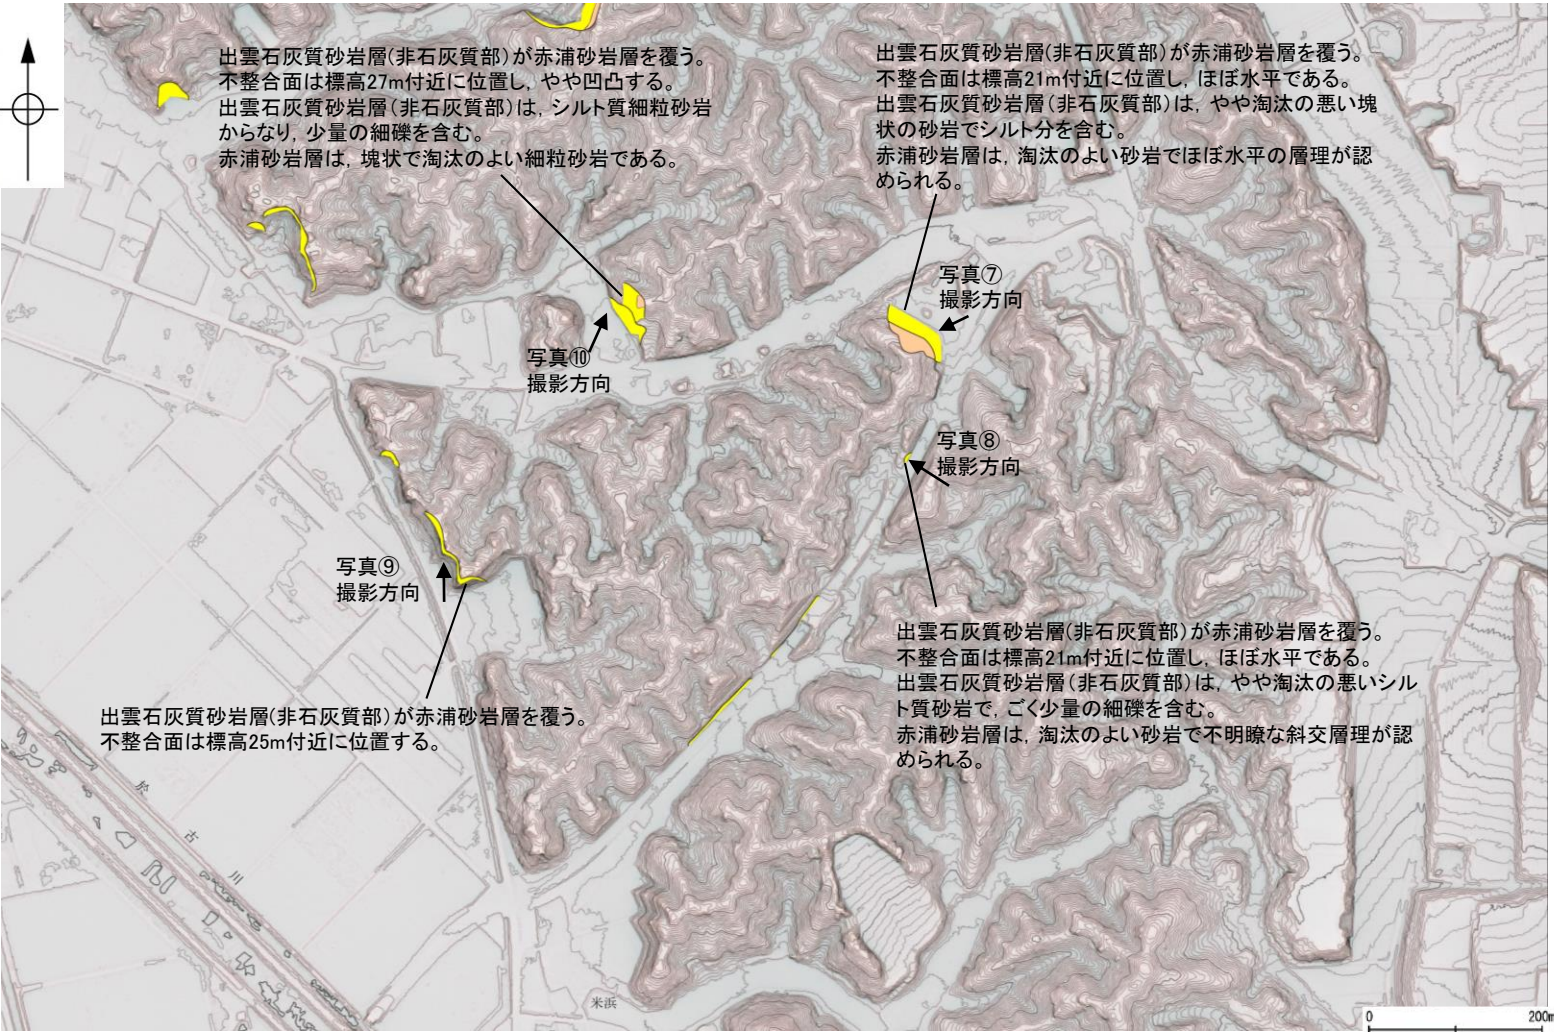 出雲石灰質砂岩層(非石灰質部)が赤浦砂岩層を覆う。
不整合面は標高27m付近に位置し，やや凹凸する。
出雲石灰質砂岩層(非石灰質部)は，シルト質細粒砂岩
からなり，少量の細礫を含む。
赤浦砂岩層は，塊状で淘汰のよい細粒砂岩である。
出雲石灰質砂岩層(非石灰質部)が赤浦砂岩層を覆う。
不整合面は標高21m付近に位置し，ほぼ水平である。
出雲石灰質砂岩層(非石灰質部)は，やや淘汰の悪い塊
状の砂岩でシルト分を含む。
赤浦砂岩層は，淘汰のよい砂岩でほぼ水平の層理が認
められる。
写真⑦
撮影方向
写真⑩
撮影方向
写真⑧
撮影方向
写真⑨
撮影方向
出雲石灰質砂岩層(非石灰質部)が赤浦砂岩層を覆う。
不整合面は標高21m付近に位置し，ほぼ水平である。
出雲石灰質砂岩層(非石灰質部)は，やや淘汰の悪いシル
ト質砂岩で，ごく少量の細礫を含む。
赤浦砂岩層は，淘汰のよい砂岩で不明瞭な斜交層理が認
められる。
出雲石灰質砂岩層(非石灰質部)が赤浦砂岩層を覆う。
不整合面は標高25m付近に位置する。
於古川
米浜
0 200m